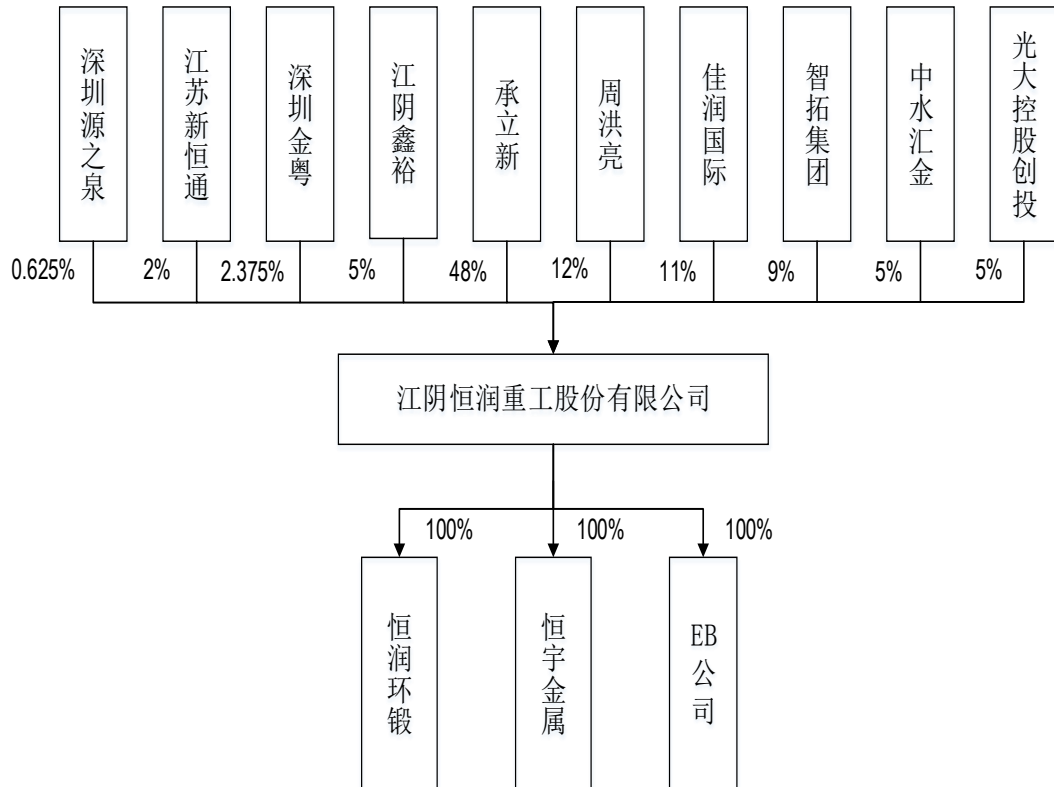 深圳源之泉
江苏新恒通
深圳金粤
江阴鑫裕
承立新
周洪亮
佳润国际
智拓集团
中水汇金
光大控股创投
0.625%
2%
2.375%
5%
48%
12%
11%
9%
5%
5%
江阴恒润重工股份有限公司
100%
100%
100%
恒润环锻
恒宇金属
EB公司